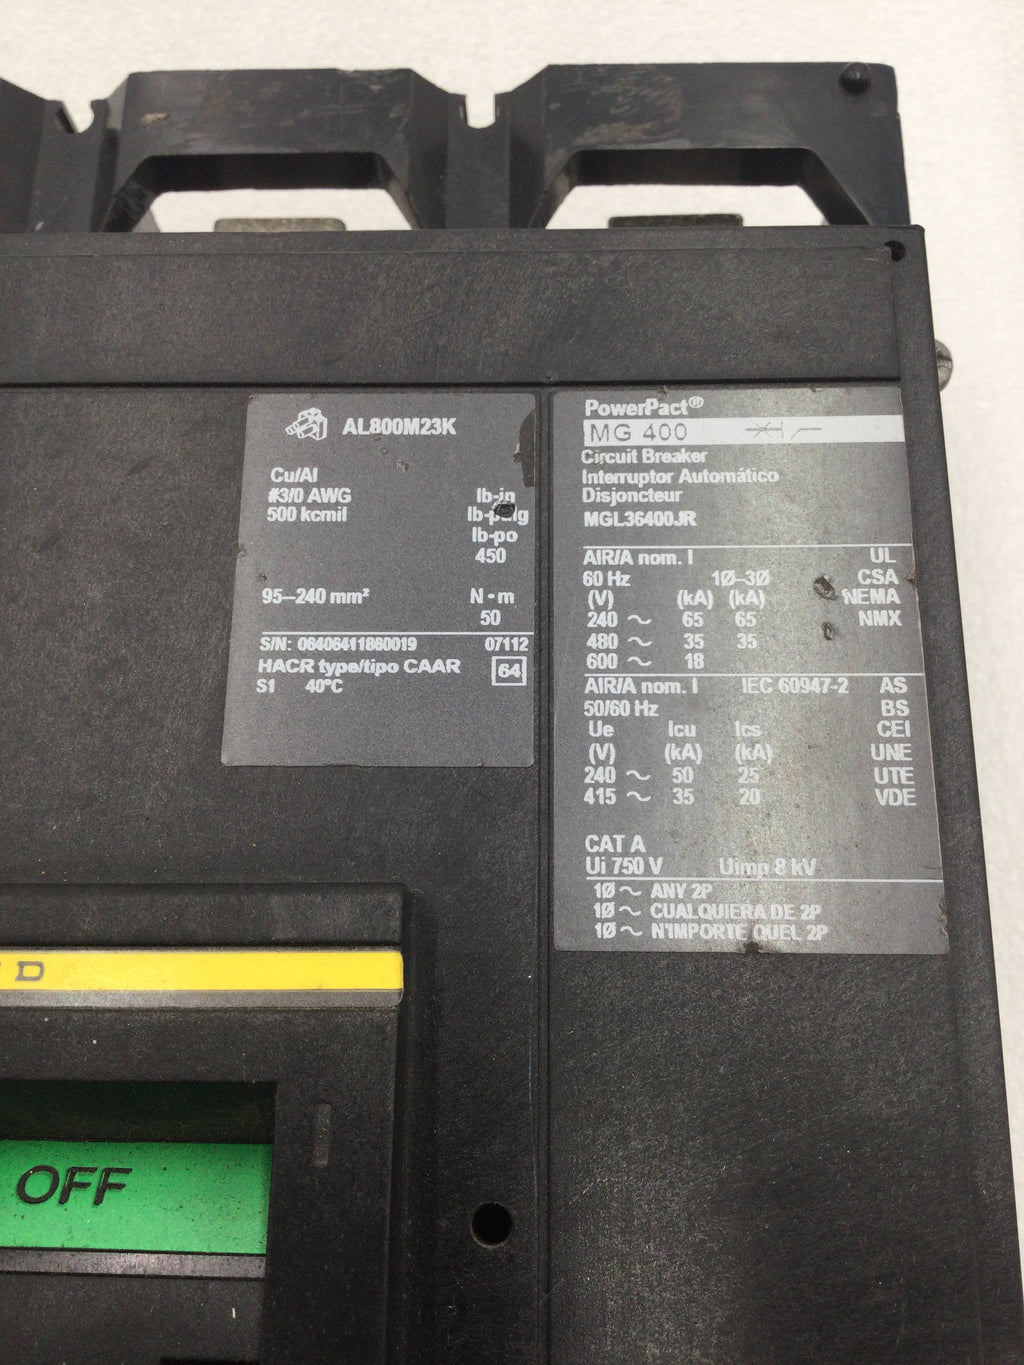 AL800M23K
Cu/Al
#3/0 AWG lb-in
500 kcmil lb-pulg
lb-po
450
95–240 mm² N • m
50
S/N: 06406411860019 07112
HACR type/tipo CAAR 64
S1 40°C
PowerPact®
MG 400
Circuit Breaker
Interruptor Automático
Disjoncteur
MGL36400JR
AIR/A nom. I UL
60 Hz 1Ø–3Ø CSA
(V) (kA) (kA) NEMA
240 ~ 65 65 NMX
480 ~ 35 35
600 ~ 18
AIR/A nom. I IEC 60947-2 AS
50/60 Hz BS
Ue Icu Ics CEI
(V) (kA) (kA) UNE
240 ~ 50 25 UTE
415 ~ 35 20 VDE
CAT A
Ui 750 V Uimp 8 kV
1Ø ~ ANY 2P
1Ø ~ CUALQUIERA DE 2P
1Ø ~ N'IMPORTE QUEL 2P
D
OFF